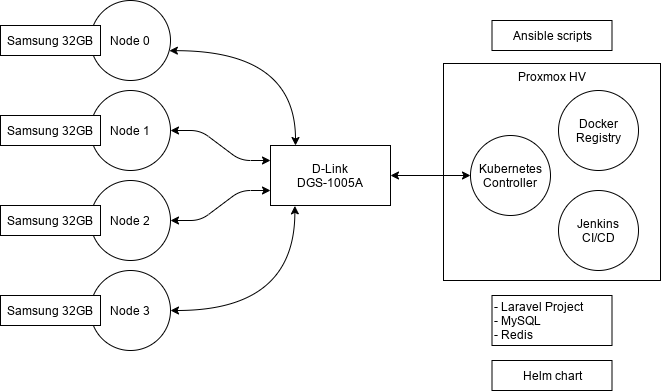 Samsung 32GB
Node 0
Samsung 32GB
Node 1
Samsung 32GB
Node 2
Samsung 32GB
Node 3
D-Link
DGS-1005A
Ansible scripts
Proxmox HV
Docker
Registry
Kubernetes
Controller
Jenkins
CI/CD
- Laravel Project
- MySQL
- Redis
Helm chart